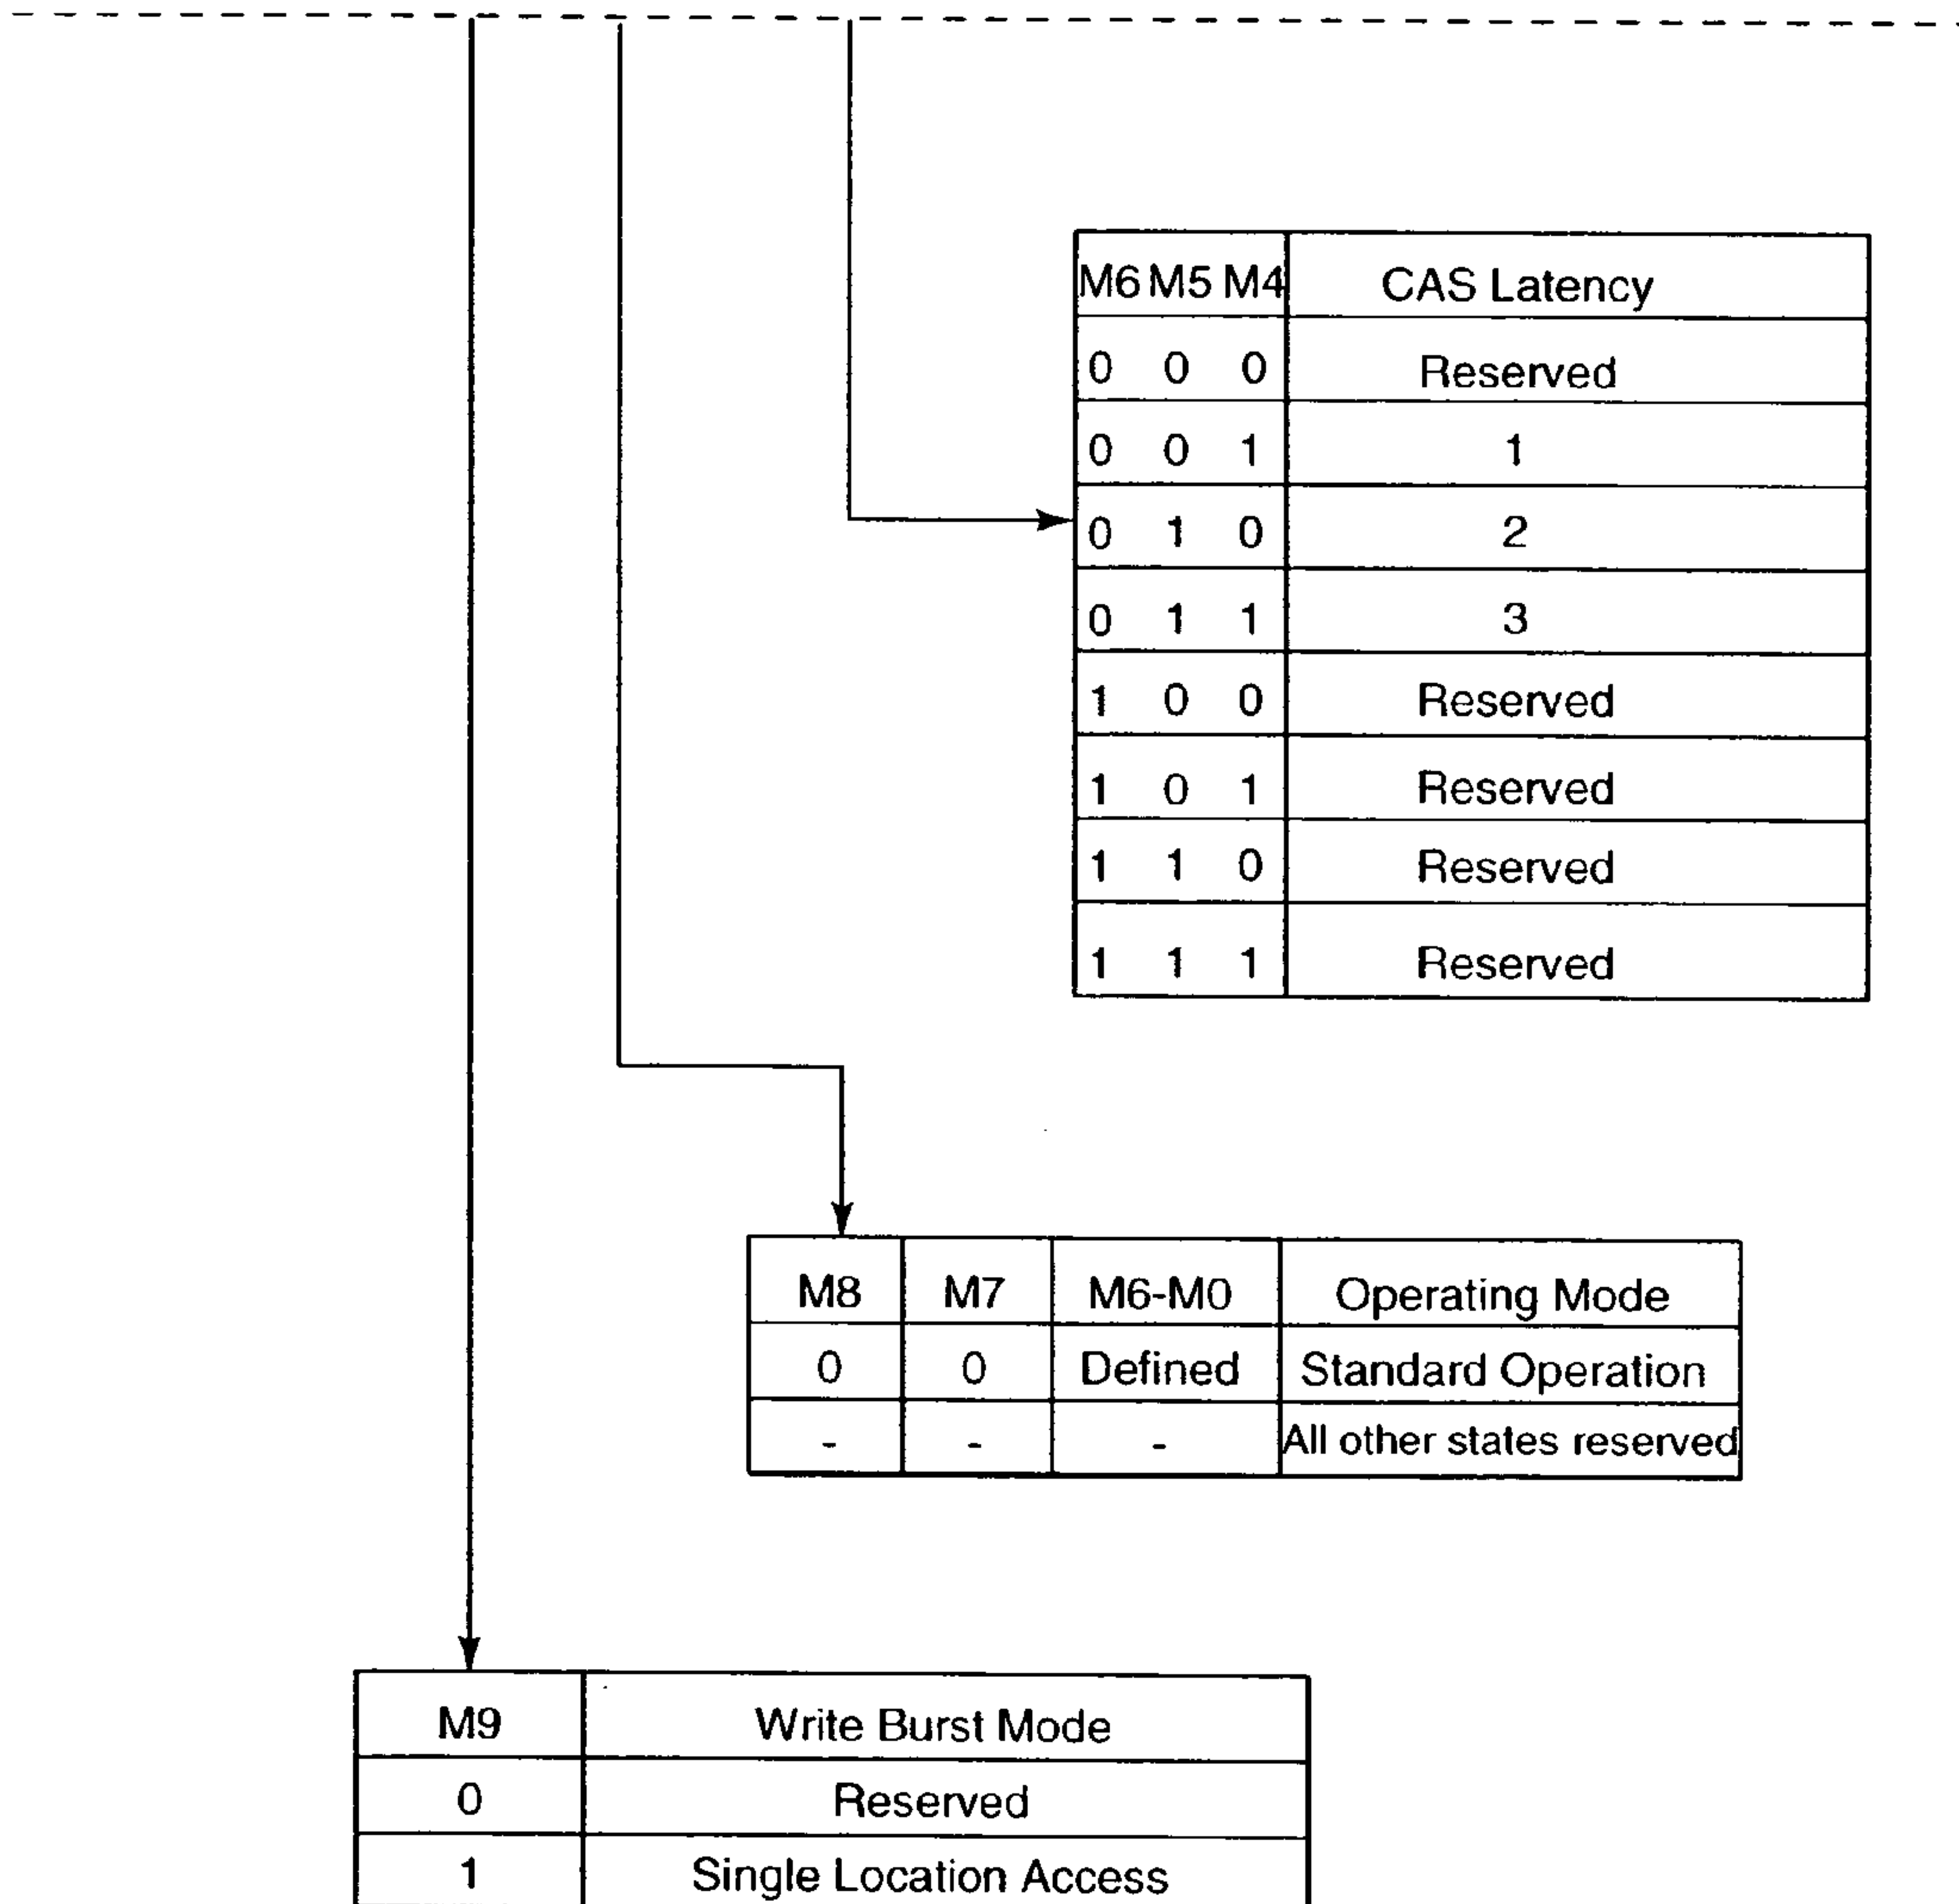 M6 M5 M4 CAS Latency
0 0 0 Reserved
0 0 1 1
0 1 0 2
0 1 1 3
1 0 0 Reserved
1 0 1 Reserved
1 1 0 Reserved
1 1 1 Reserved
M8 M7 M6-M0 Operating Mode
0 0 Defined Standard Operation
- - - All other states reserved
M9 Write Burst Mode
0 Reserved
1 Single Location Access